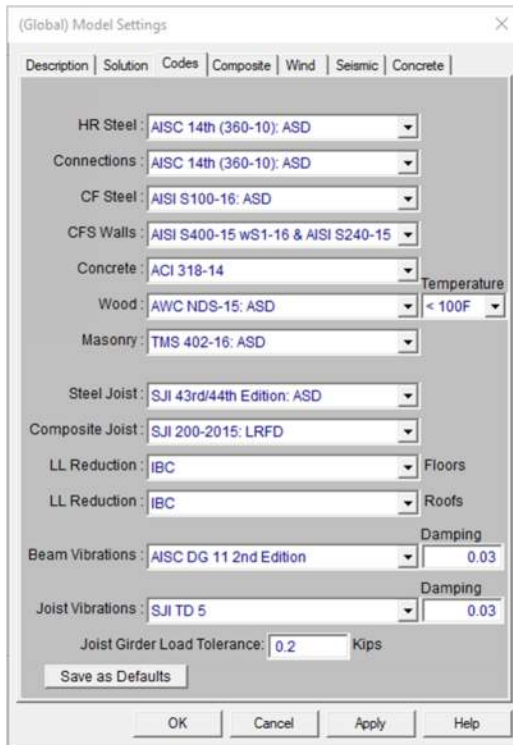 (Global) Model Settings
Description Solution Codes Composite Wind Seismic Concrete
HR Steel : AISC 14th (360-10): ASD
Connections : AISC 14th (360-10): ASD
CF Steel : AISI S100-16: ASD
CFS Walls : AISI S400-15 wS1-16 & AISI S240-15
Concrete : ACI 318-14
Temperature
Wood : AWC NDS-15: ASD < 100F
Masonry : TMS 402-16: ASD
Steel Joist : SJI 43rd/44th Edition: ASD
Composite Joist : SJI 200-2015: LRFD
LL Reduction : IBC Floors
LL Reduction : IBC Roofs
Damping
Beam Vibrations : AISC DG 11 2nd Edition 0.03
Damping
Joist Vibrations : SJI TD 5 0.03
Joist Girder Load Tolerance: 0.2 Kips
Save as Defaults
OK Cancel Apply Help